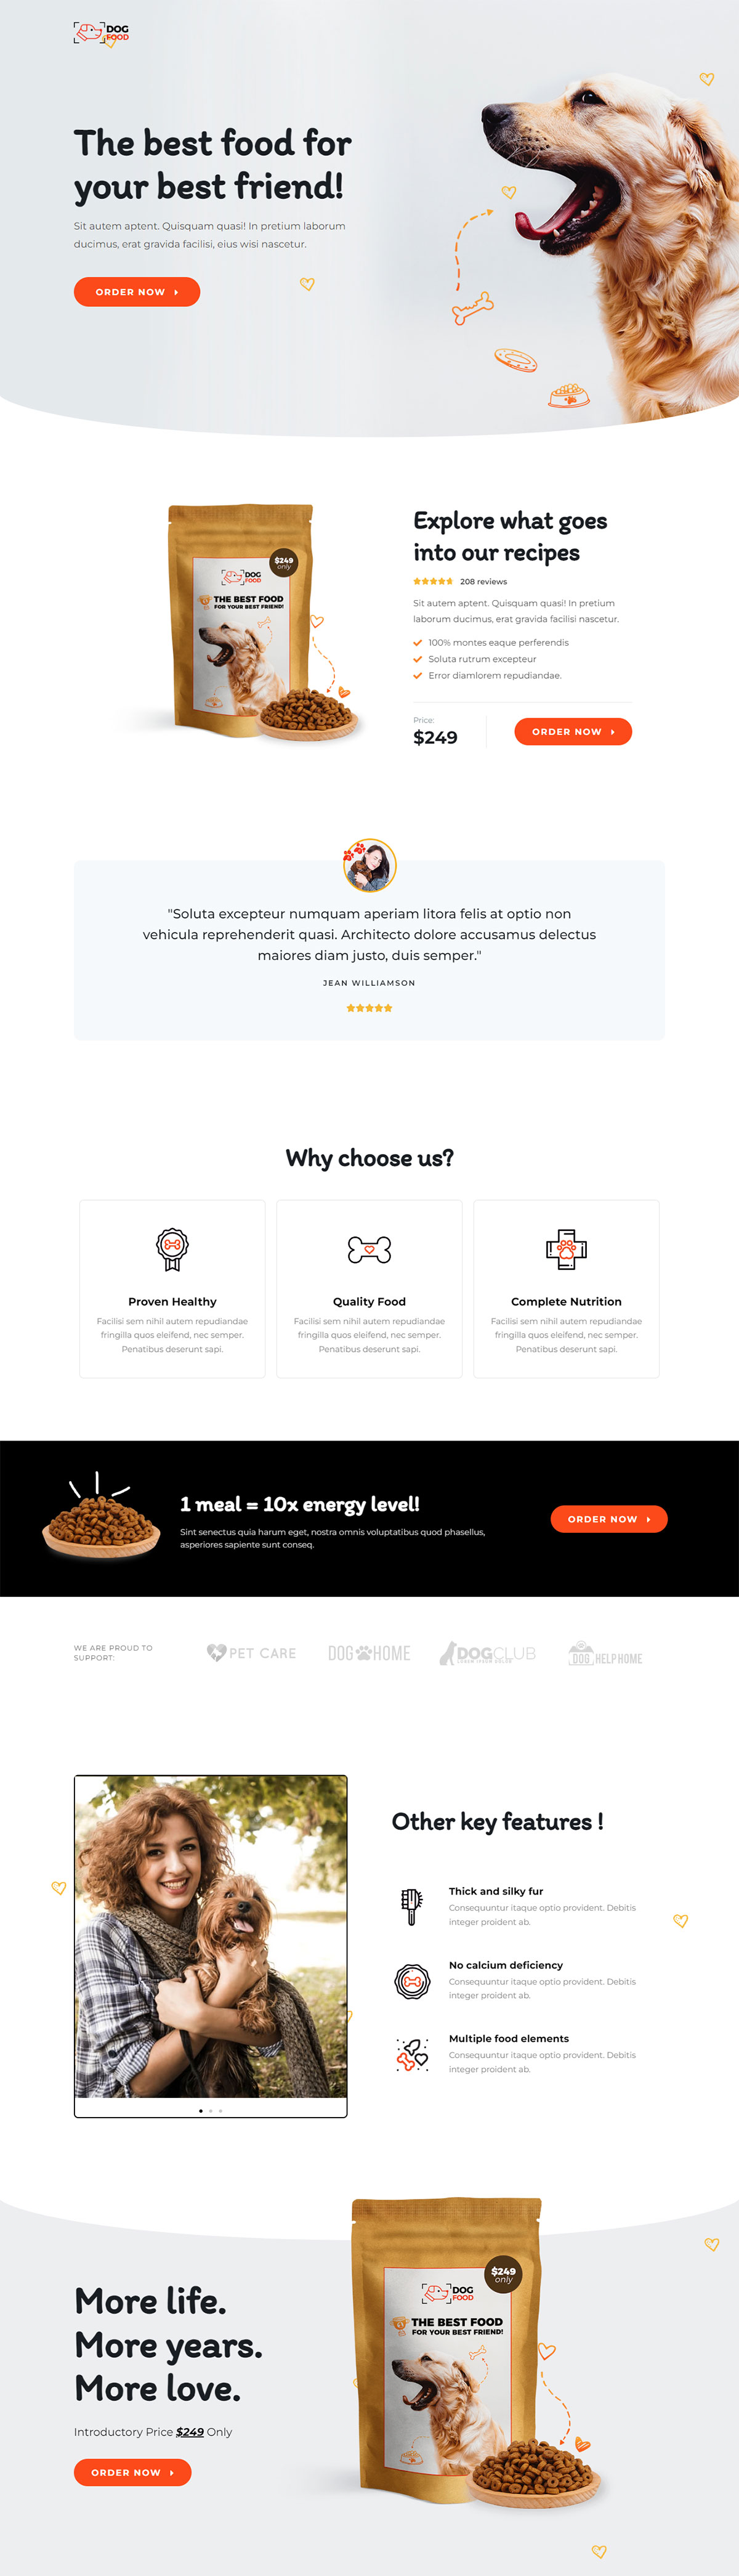 DOG
FOOD
The best food for
your best friend!
Sit autem aptent. Quisquam quasi! In pretium laborum
ducimus, erat gravida facilisi, eius wisi nascetur.
ORDER NOW
$249
only
DOG
FOOD
THE BEST FOOD
FOR YOUR BEST FRIEND!
Explore what goes
into our recipes
208 reviews
Sit autem aptent. Quisquam quasi! In pretium
laborum ducimus, erat gravida facilisi nascetur.
100% montes eaque perferendis
Soluta rutrum excepteur
Error diamlorem repudiandae.
Price:
$249
ORDER NOW
"Soluta excepteur numquam aperiam litora felis at optio non
vehicula reprehenderit quasi. Architecto dolore accusamus delectus
maiores diam justo, duis semper."
JEAN WILLIAMSON
Why choose us?
Proven Healthy
Facilisi sem nihil autem repudiandae
fringilla quos eleifend, nec semper.
Penatibus deserunt sapi.
Quality Food
Facilisi sem nihil autem repudiandae
fringilla quos eleifend, nec semper.
Penatibus deserunt sapi.
Complete Nutrition
Facilisi sem nihil autem repudiandae
fringilla quos eleifend, nec semper.
Penatibus deserunt sapi.
1 meal = 10x energy level!
Sint senectus quia harum eget, nostra omnis voluptatibus quod phasellus,
asperiores sapiente sunt conseq.
ORDER NOW
WE ARE PROUD TO
SUPPORT:
PET CARE
DOG HOME
DOGCLUB
LOREM IPSUM DOLOR
DOG HELP HOME
Other key features !
Thick and silky fur
Consequuntur itaque optio provident. Debitis
integer proident ab.
No calcium deficiency
Consequuntur itaque optio provident. Debitis
integer proident ab.
Multiple food elements
Consequuntur itaque optio provident. Debitis
integer proident ab.
More life.
More years.
More love.
Introductory Price $249 Only
ORDER NOW
$249
only
DOG
FOOD
THE BEST FOOD
FOR YOUR BEST FRIEND!